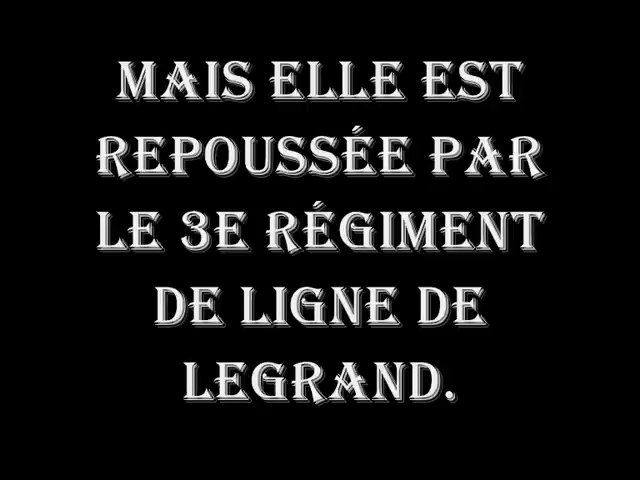 MAIS ELLE EST
REPOUSSÉE PAR
LE 3E RÉGIMENT
DE LIGNE DE
LEGRAND.